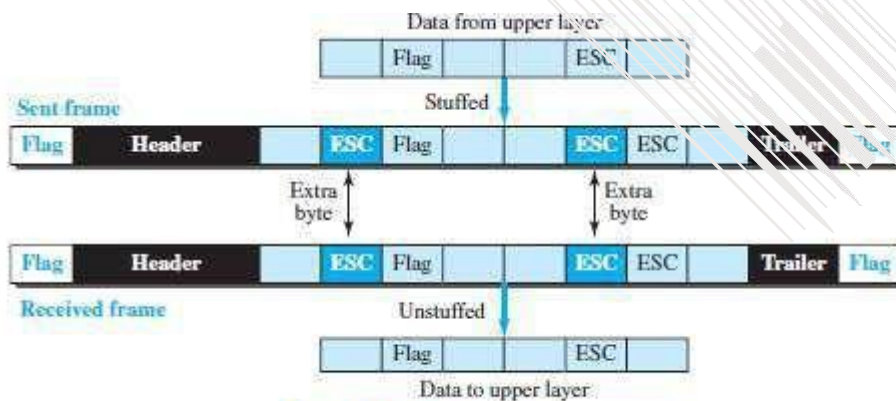 Data from upper layer
Flag ESC
Stuffed
Sent frame
Flag Header ESC Flag ESC ESC Trailer Flag
Extra byte Extra byte
Flag Header ESC Flag ESC ESC Trailer Flag
Received frame
Unstuffed
Flag ESC
Data to upper layer